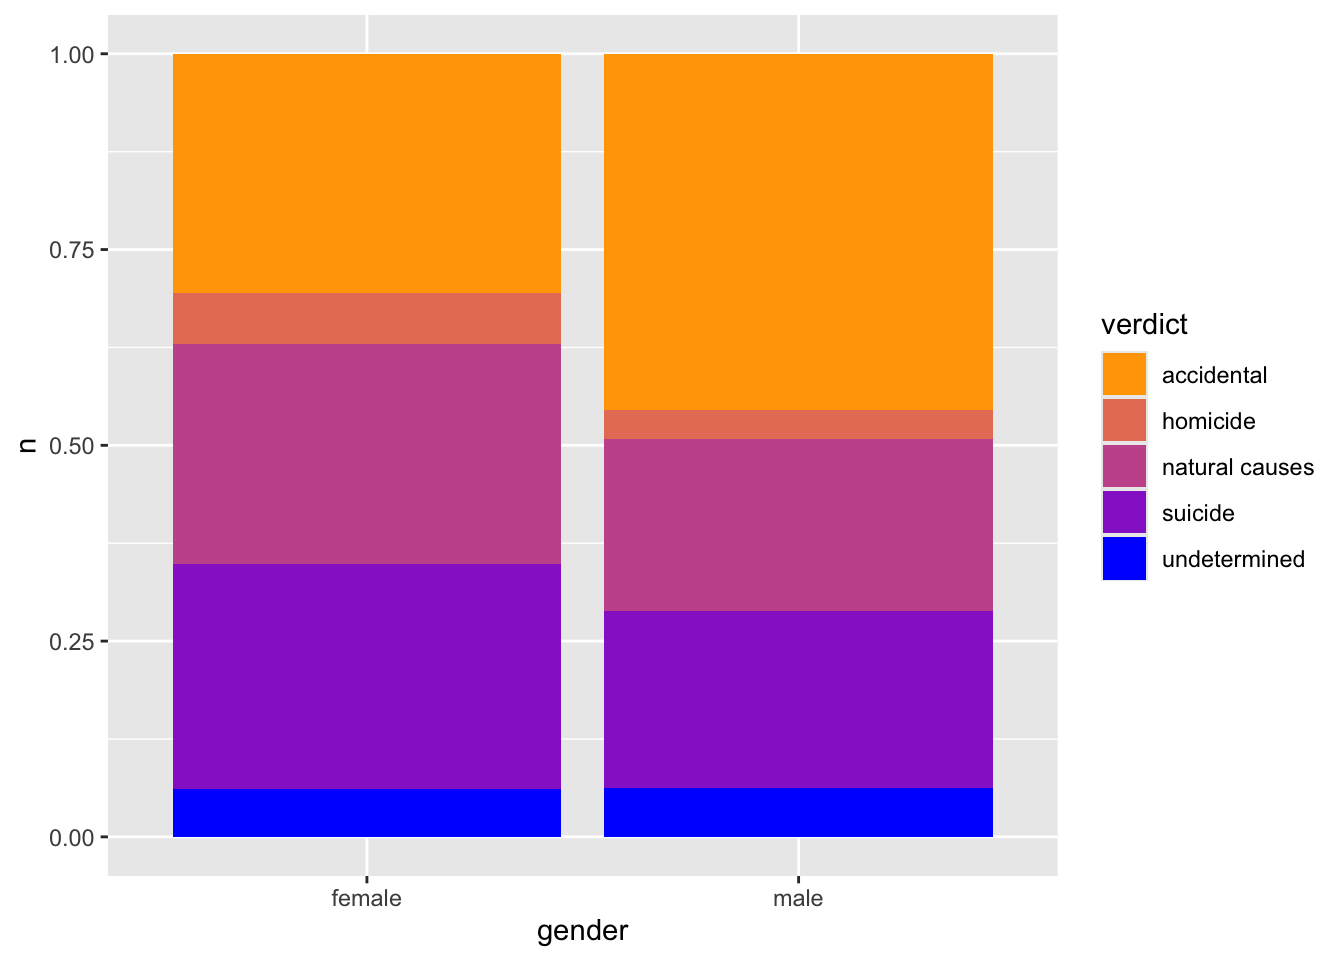 1.00
0.75
0.50
0.25
0.00
n
female
male
gender
verdict
accidental
homicide
natural causes
suicide
undetermined